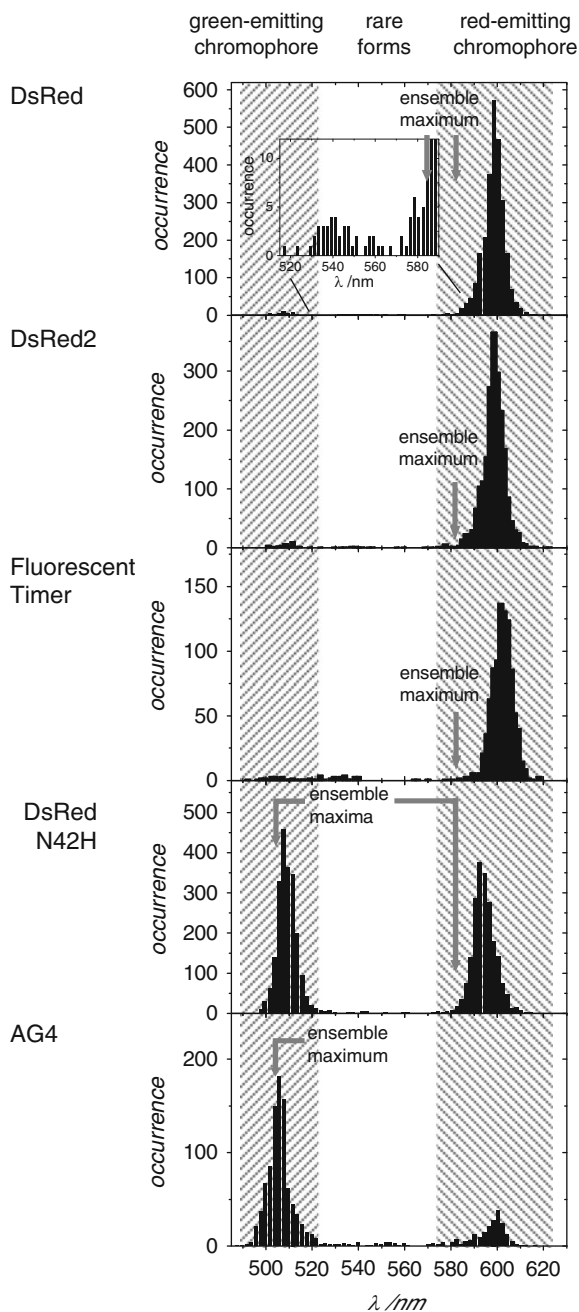 green-emitting rare red-emitting
chromophore forms chromophore
DsRed
600
500
400
300
200
100
0
occurrence
ensemble
maximum
10
5
0
occurrence
520 540 560 580
λ /nm
DsRed2
300
200
100
0
occurrence
ensemble
maximum
Fluorescent
Timer
150
100
50
0
occurrence
ensemble
maximum
DsRed
N42H
500
400
300
200
100
0
occurrence
ensemble
maxima
AG4
200
100
0
occurrence
ensemble
maximum
500 520 540 560 580 600 620
λ /nm